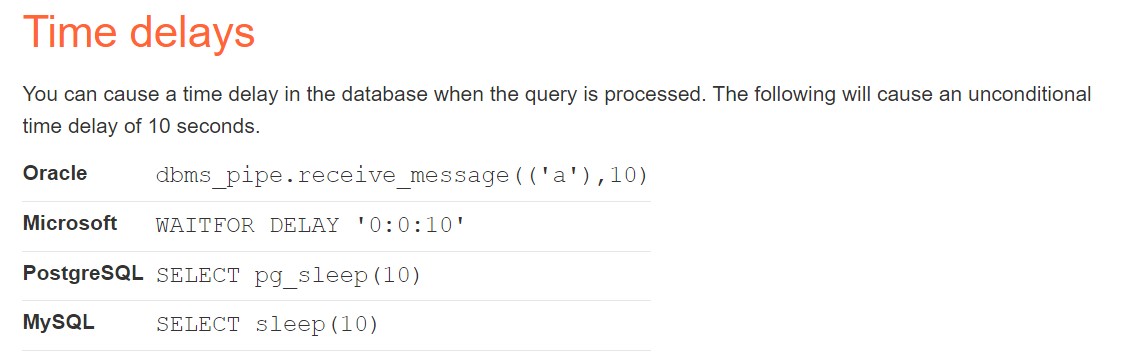 Time delays
You can cause a time delay in the database when the query is processed. The following will cause an unconditional
time delay of 10 seconds.
Oracle dbms_pipe.receive_message(('a'),10)
Microsoft WAITFOR DELAY '0:0:10'
PostgreSQL SELECT pg_sleep(10)
MySQL SELECT sleep(10)